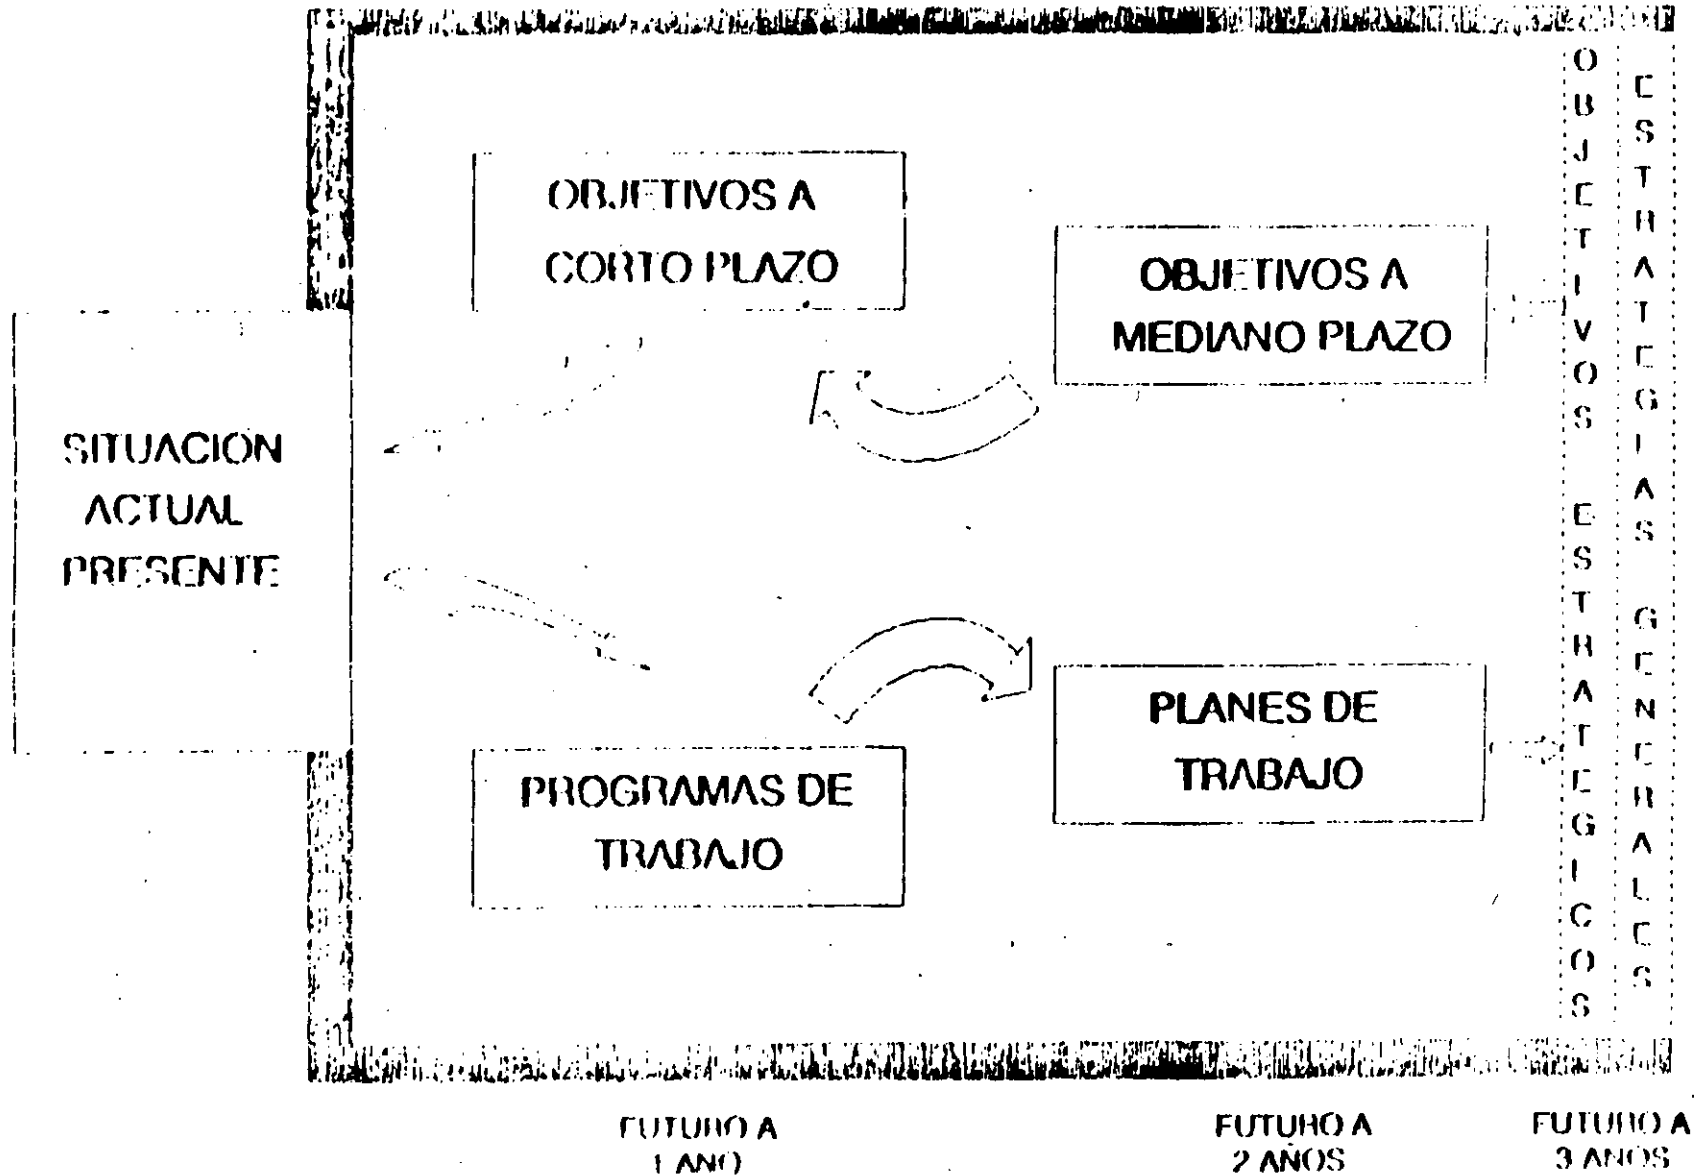 OBJETIVOS A
CORTO PLAZO
OBJETIVOS A
MEDIANO PLAZO
SITUACION
ACTUAL
PRESENTE
PROGRAMAS DE
TRABAJO
PLANES DE
TRABAJO
OBJETIVOS ESTRATEGICOS
ESTRATEGIAS GENERALES
FUTURO A
1 AÑO
FUTURO A
2 AÑOS
FUTURO A
3 AÑOS